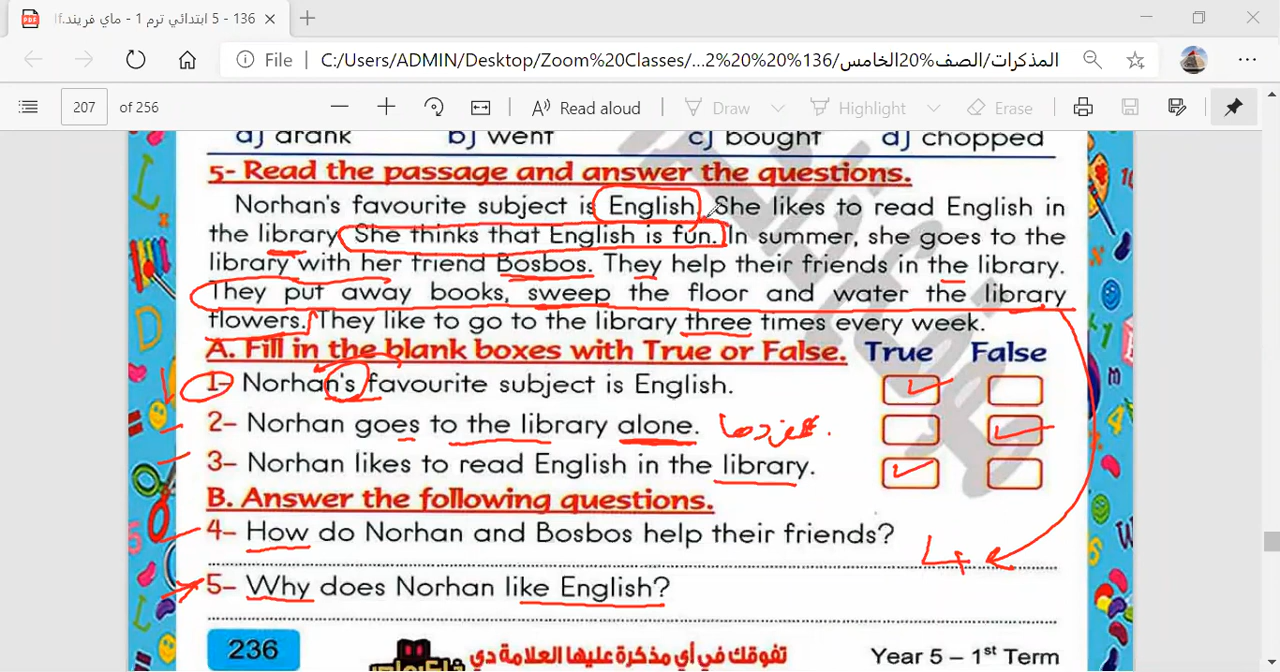 136 - 5 ابتدائي ترم 1 - ماي فريند.f
File C:/Users/ADMIN/Desktop/Zoom%20Classes/...المذكرات/الصف%20الخامس/136%20%20%2
207 of 256 Read aloud Draw Highlight Erase
a) drank b) went c) bought d) chopped
5- Read the passage and answer the questions.
Norhan's favourite subject is English. She likes to read English in
the library. She thinks that English is fun. In summer, she goes to the
library with her friend Bosbos. They help their friends in the library.
They put away books, sweep the floor and water the library
flowers. They like to go to the library three times every week.
A. Fill in the blank boxes with True or False. True False
1- Norhan's favourite subject is English.
2- Norhan goes to the library alone.
3- Norhan likes to read English in the library.
B. Answer the following questions.
4- How do Norhan and Bosbos help their friends?
4
5- Why does Norhan like English?
236 تفوقك في أي مذكرة عليها العلامة دي Year 5 – 1st Term